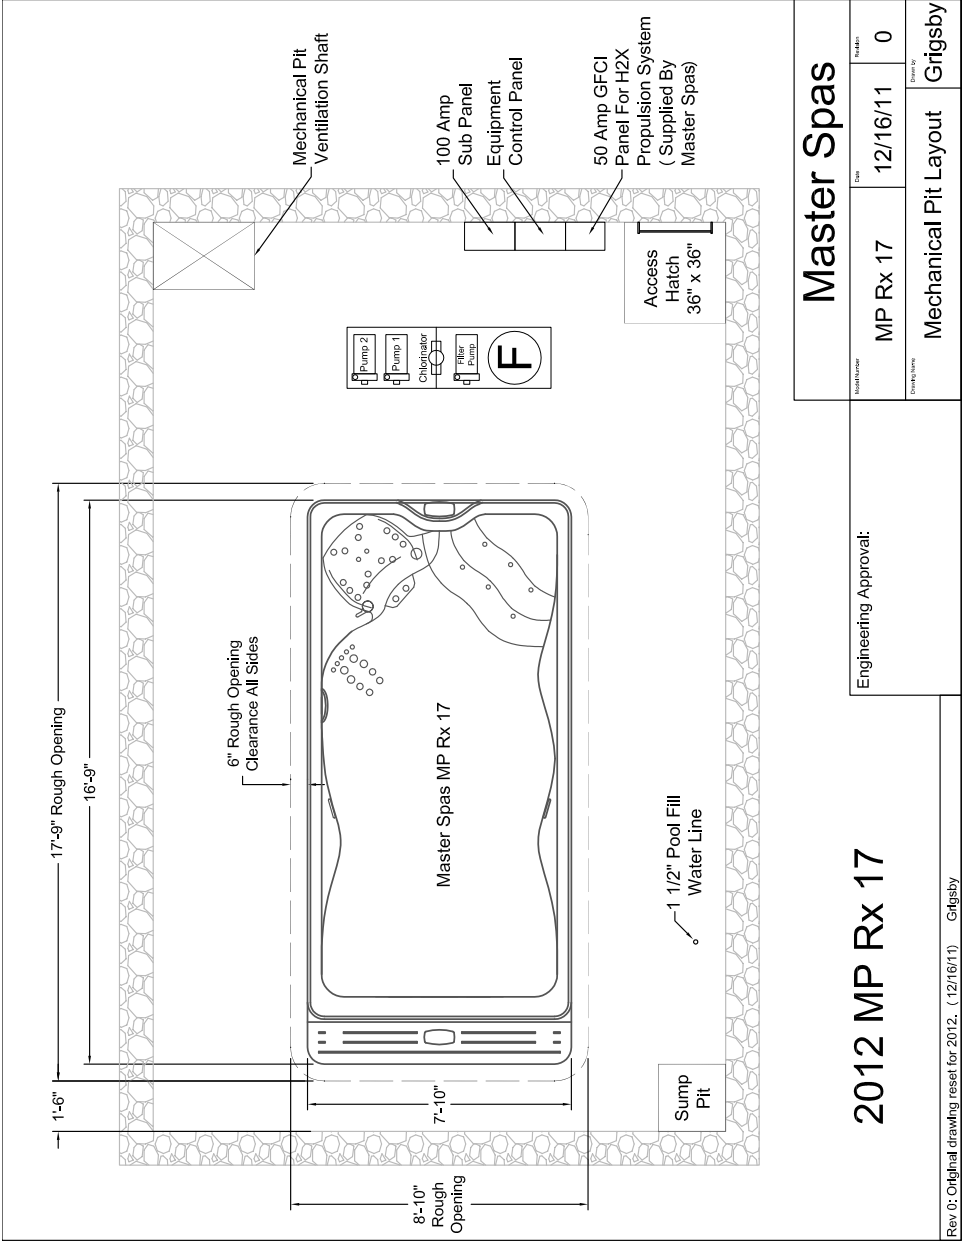 17'-9" Rough Opening
16'-9"
1'-6"
6" Rough Opening
Clearance All Sides
8'-10"
Rough
Opening
7'-10"
Master Spas MP Rx 17
Mechanical Pit
Ventilation Shaft
Pump 2
Pump 1
Chlorinator
Filter
Pump
F
100 Amp
Sub Panel
Equipment
Control Panel
50 Amp GFCI
Panel For H2X
Propulsion System
( Supplied By
Master Spas)
Access
Hatch
36" x 36"
1 1/2" Pool Fill
Water Line
Sump
Pit
2012 MP Rx 17
Rev 0: Original drawing reset for 2012. ( 12/16/11) Grigsby
Engineering Approval:
Master Spas
Model Number
MP Rx 17
Date
12/16/11
Revision
0
Drawing Name
Mechanical Pit Layout
Drawn by
Grigsby